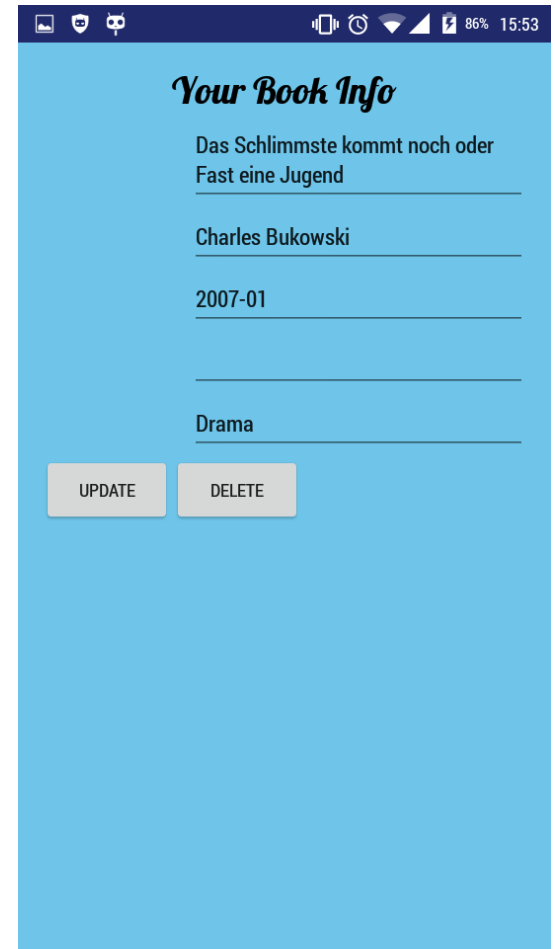 86% 15:53
Your Book Info
Das Schlimmste kommt noch oder
Fast eine Jugend
Charles Bukowski
2007-01
Drama
UPDATE DELETE